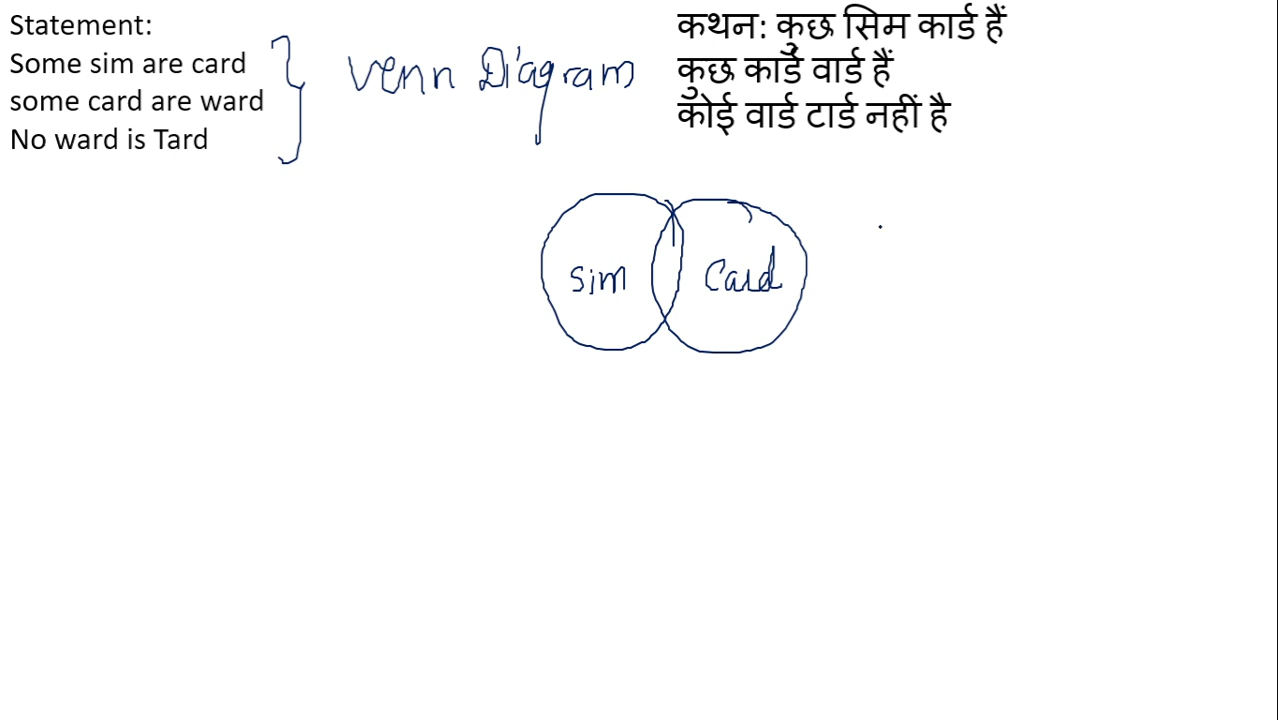 Statement:
Some sim are card
some card are ward
No ward is Tard
Venn Diagram
कथन: कुछ सिम कार्ड हैं
कुछ कार्ड वार्ड हैं
कोई वार्ड टार्ड नहीं है
Sim
Card